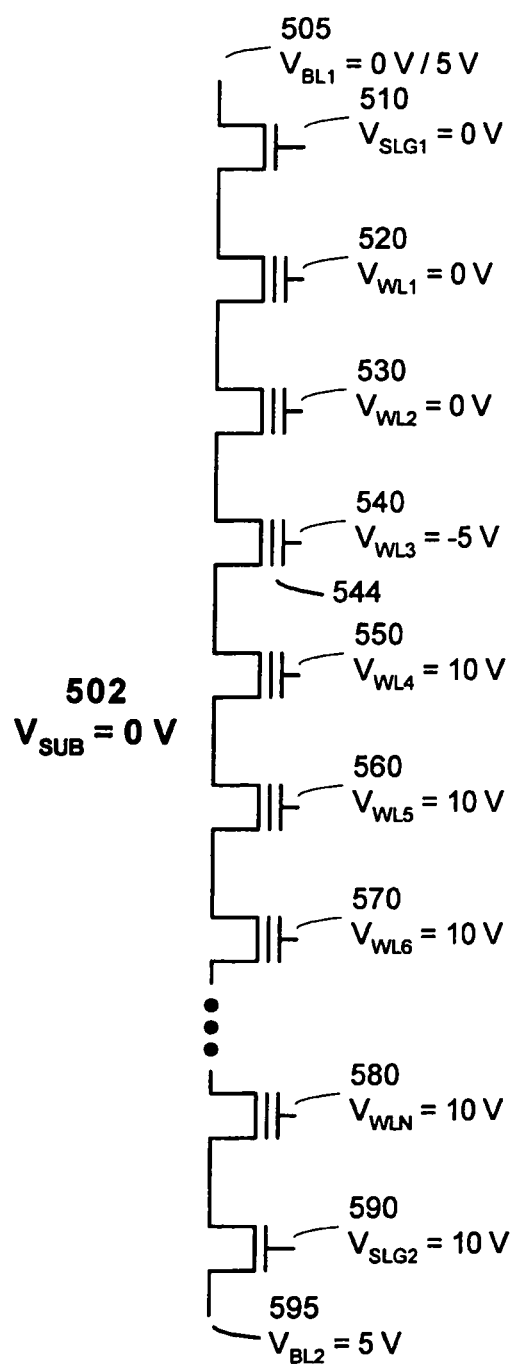 505
V_BL1 = 0 V / 5 V
510
V_SLG1 = 0 V
520
V_WL1 = 0 V
530
V_WL2 = 0 V
540
V_WL3 = -5 V
544
550
V_WL4 = 10 V
502
V_SUB = 0 V
560
V_WL5 = 10 V
570
V_WL6 = 10 V
580
V_WLN = 10 V
590
V_SLG2 = 10 V
595
V_BL2 = 5 V